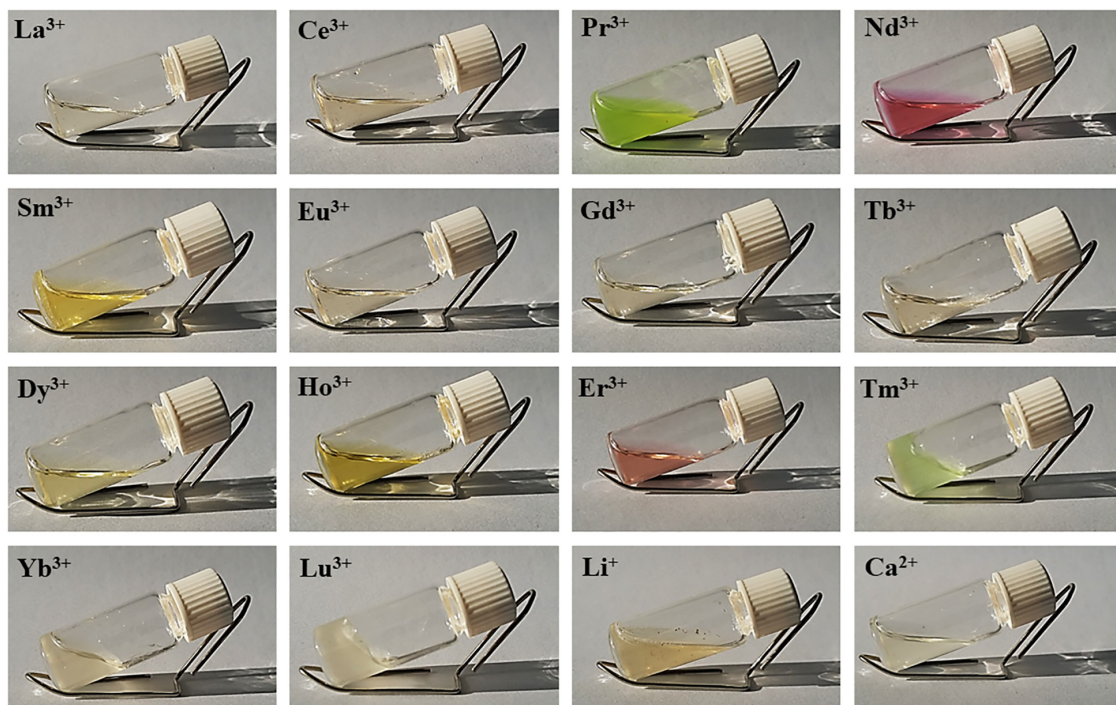 La³⁺
Ce³⁺
Pr³⁺
Nd³⁺
Sm³⁺
Eu³⁺
Gd³⁺
Tb³⁺
Dy³⁺
Ho³⁺
Er³⁺
Tm³⁺
Yb³⁺
Lu³⁺
Li⁺
Ca²⁺